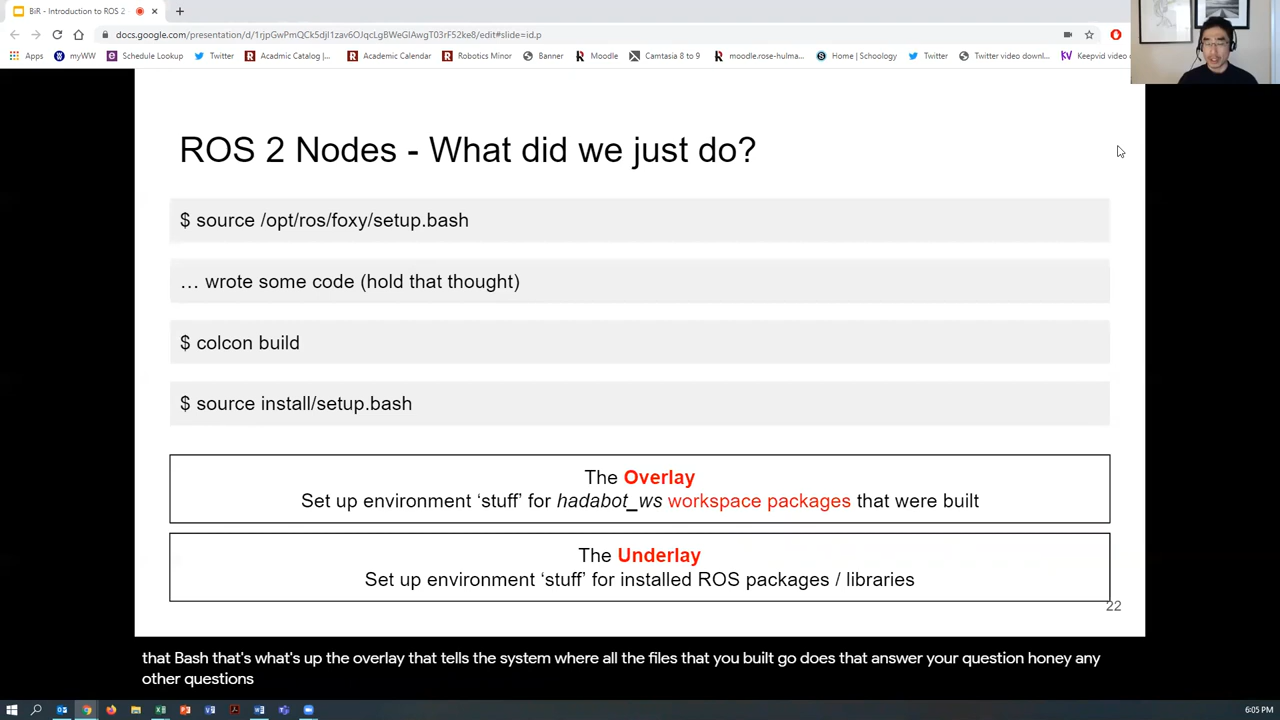 BiR - Introduction to ROS 2
docs.google.com/presentation/d/1rjpGwPmQCk5djI1zav6OJqcLgBWeGIAwgT03rF52ke8/edit#slide=id.p
Apps myWW Schedule Lookup Twitter Acadmic Catalog |... Academic Calendar Robotics Minor Banner Moodle Camtasia 8 to 9 moodle.rose-hulma... Home | Schoology Twitter Twitter video downl... Keepvid video
ROS 2 Nodes - What did we just do?
$ source /opt/ros/foxy/setup.bash
… wrote some code (hold that thought)
$ colcon build
$ source install/setup.bash
The Overlay
Set up environment ‘stuff’ for hadabot_ws workspace packages that were built
The Underlay
Set up environment ‘stuff’ for installed ROS packages / libraries
22
that Bash that's what's up the overlay that tells the system where all the files that you built go does that answer your question honey any
other questions
6:05 PM